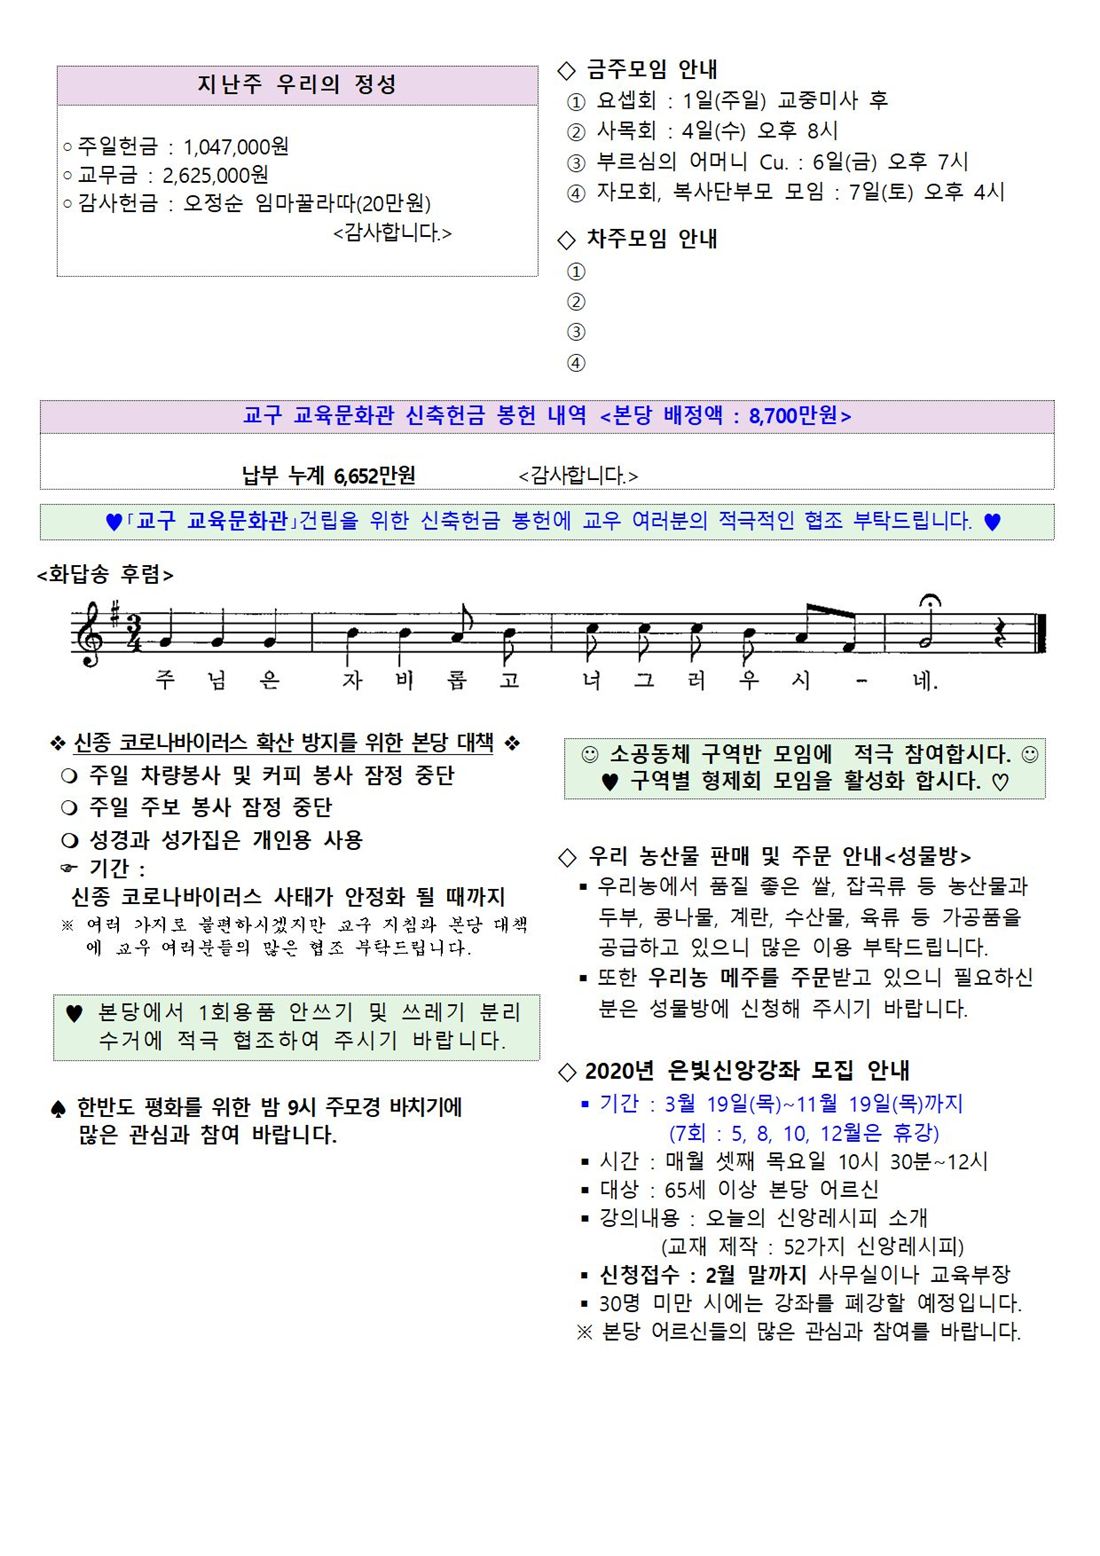 지난주 우리의 정성
○ 주일헌금 : 1,047,000원
○ 교무금 : 2,625,000원
○ 감사헌금 : 오정순 임마꿀라따(20만원)
<감사합니다.>
◇ 금주모임 안내
① 요셉회 : 1일(주일) 교중미사 후
② 사목회 : 4일(수) 오후 8시
③ 부르심의 어머니 Cu. : 6일(금) 오후 7시
④ 자모회, 복사단부모 모임 : 7일(토) 오후 4시
◇ 차주모임 안내
①
②
③
④
교구 교육문화관 신축헌금 봉헌 내역 <본당 배정액 : 8,700만원>
납부 누계 6,652만원 <감사합니다.>
♥「교구 교육문화관」건립을 위한 신축헌금 봉헌에 교우 여러분의 적극적인 협조 부탁드립니다. ♥
<화답송 후렴>
3/4
주 님 은 자 비 롭 고 너 그 러 우 시 - 네.
❖ 신종 코로나바이러스 확산 방지를 위한 본당 대책 ❖
❍ 주일 차량봉사 및 커피 봉사 잠정 중단
❍ 주일 주보 봉사 잠정 중단
❍ 성경과 성가집은 개인용 사용
☞ 기간 :
신종 코로나바이러스 사태가 안정화 될 때까지
※ 여러 가지로 불편하시겠지만 교구 지침과 본당 대책
에 교우 여러분들의 많은 협조 부탁드립니다.
♥ 본당에서 1회용품 안쓰기 및 쓰레기 분리
수거에 적극 협조하여 주시기 바랍니다.
♠ 한반도 평화를 위한 밤 9시 주모경 바치기에
많은 관심과 참여 바랍니다.
☺ 소공동체 구역반 모임에 적극 참여합시다. ☺
♥ 구역별 형제회 모임을 활성화 합시다. ♡
◇ 우리 농산물 판매 및 주문 안내<성물방>
▪ 우리농에서 품질 좋은 쌀, 잡곡류 등 농산물과
두부, 콩나물, 계란, 수산물, 육류 등 가공품을
공급하고 있으니 많은 이용 부탁드립니다.
▪ 또한 우리농 메주를 주문받고 있으니 필요하신
분은 성물방에 신청해 주시기 바랍니다.
◇ 2020년 은빛신앙강좌 모집 안내
▪ 기간 : 3월 19일(목)~11월 19일(목)까지
(7회 : 5, 8, 10, 12월은 휴강)
▪ 시간 : 매월 셋째 목요일 10시 30분~12시
▪ 대상 : 65세 이상 본당 어르신
▪ 강의내용 : 오늘의 신앙레시피 소개
(교재 제작 : 52가지 신앙레시피)
▪ 신청접수 : 2월 말까지 사무실이나 교육부장
▪ 30명 미만 시에는 강좌를 폐강할 예정입니다.
※ 본당 어르신들의 많은 관심과 참여를 바랍니다.